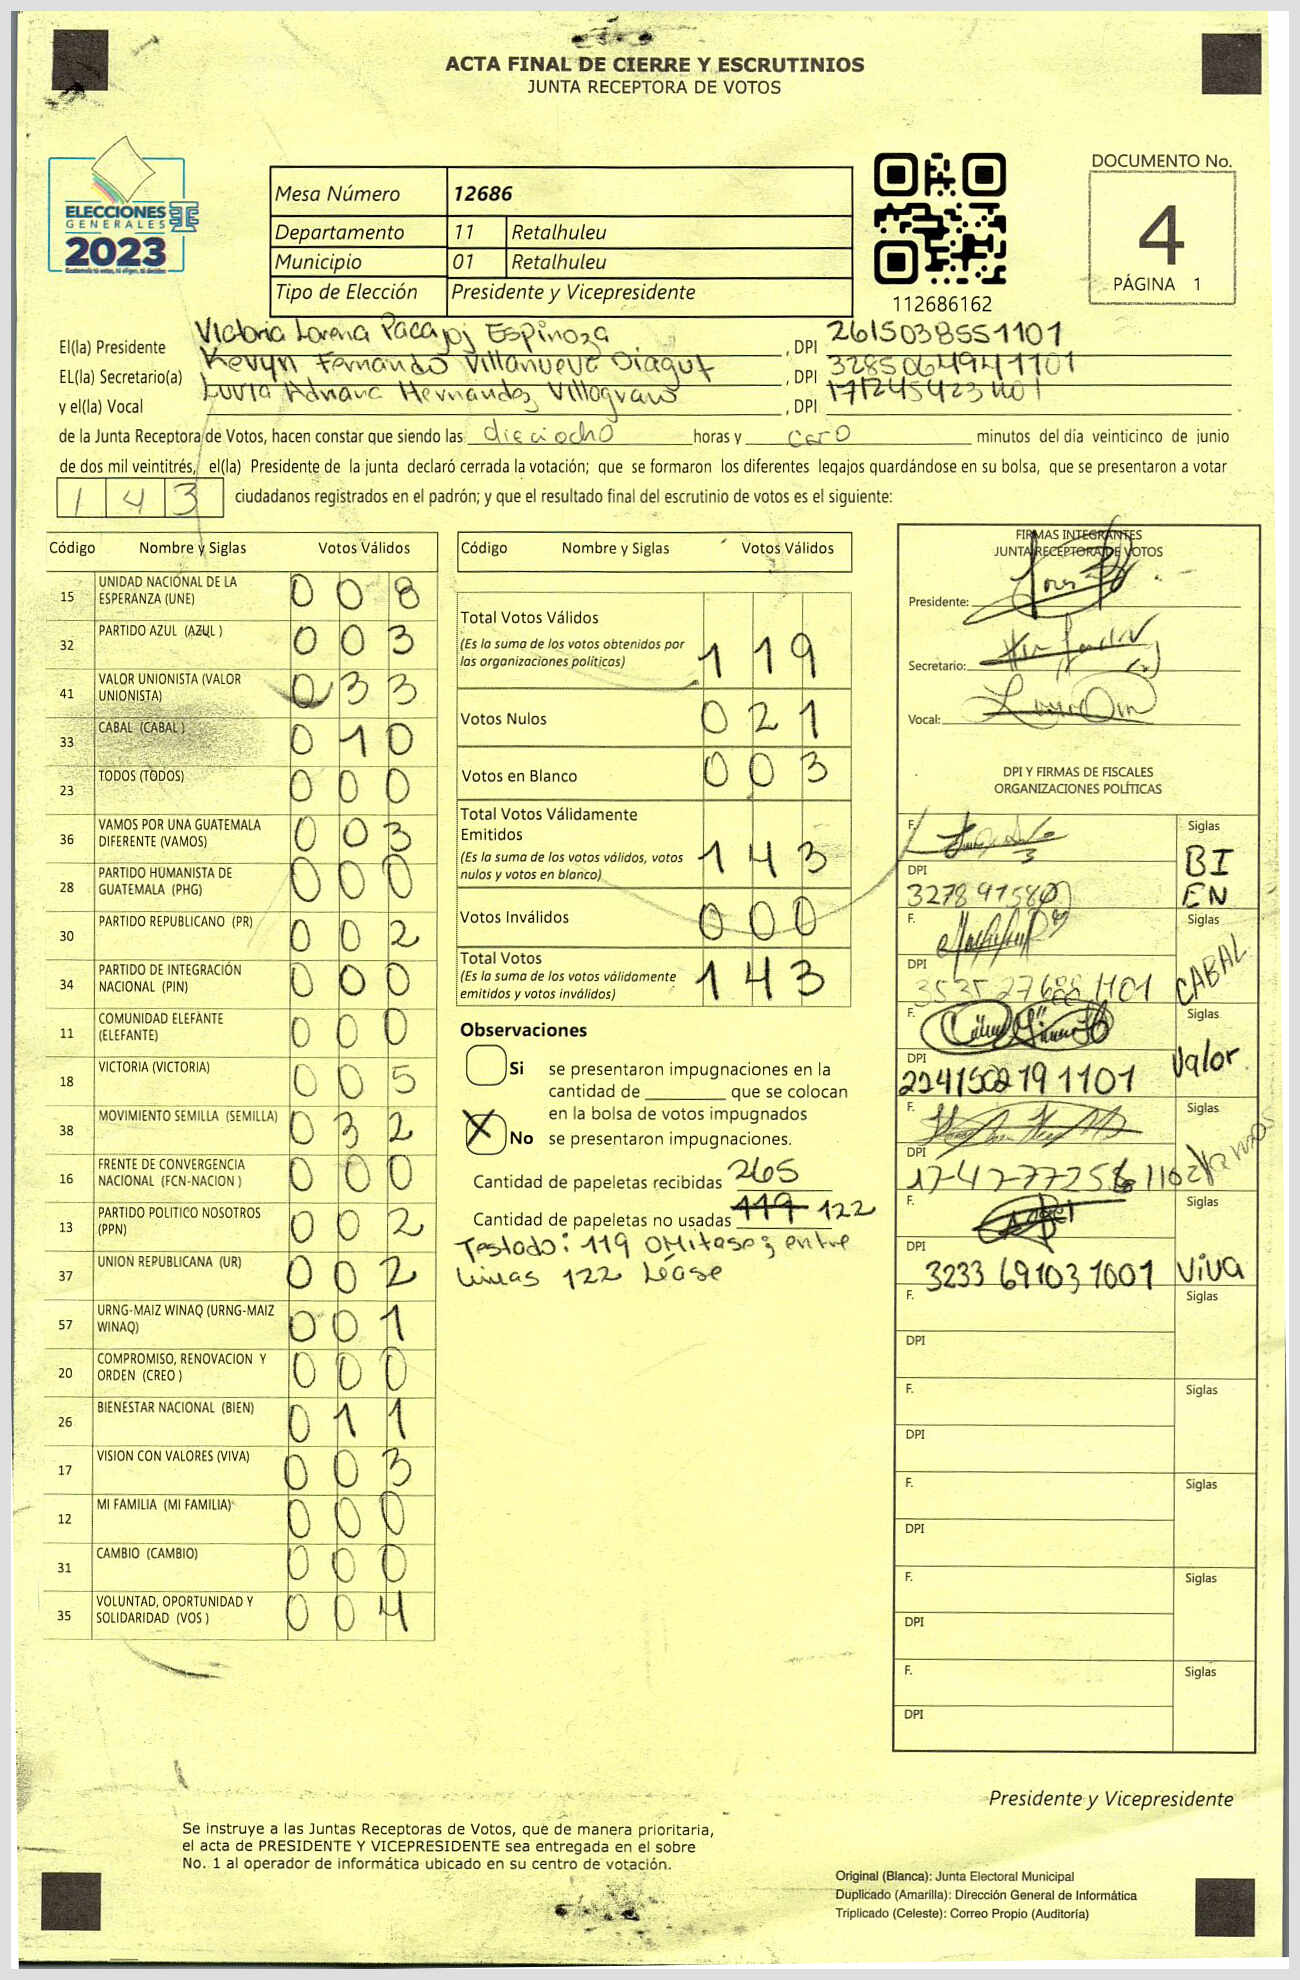 ACTA FINAL DE CIERRE Y ESCRUTINIOS
JUNTA RECEPTORA DE VOTOS
ELECCIONES
GENERALES
2023
Guatemala tú votas, tú eliges, tú decides
Mesa Número 12686
Departamento 11 Retalhuleu
Municipio 01 Retalhuleu
Tipo de Elección Presidente y Vicepresidente
112686162
DOCUMENTO No.
4
PÁGINA 1
El(la) Presidente Victoria Lorena Pacajoj Espinoza, DPI 2615038551101
EL(la) Secretario(a) Kevyn Fernando Villanueva, DPI 3285064941101
y el(la) Vocal Adriana Hernandez Villagrano, DPI
de la Junta Receptora de Votos, hacen constar que siendo las dieciocho horas y cero minutos del día veinticinco de junio
de dos mil veintitrés, el(la) Presidente de la junta declaró cerrada la votación; que se formaron los diferentes legajos guardándose en su bolsa, que se presentaron a votar
1 4 3 ciudadanos registrados en el padrón; y que el resultado final del escrutinio de votos es el siguiente:
Código Nombre y Siglas Votos Válidos
15 UNIDAD NACIONAL DE LA ESPERANZA (UNE) 0 0 8
32 PARTIDO AZUL (AZUL ) 0 0 3
41 VALOR UNIONISTA (VALOR UNIONISTA) 0 3 3
33 CABAL (CABAL ) 0 1 0
23 TODOS (TODOS) 0 0 0
36 VAMOS POR UNA GUATEMALA DIFERENTE (VAMOS) 0 0 3
28 PARTIDO HUMANISTA DE GUATEMALA (PHG) 0 0 0
30 PARTIDO REPUBLICANO (PR) 0 0 2
34 PARTIDO DE INTEGRACIÓN NACIONAL (PIN) 0 0 0
11 COMUNIDAD ELEFANTE (ELEFANTE) 0 0 0
18 VICTORIA (VICTORIA) 0 0 5
38 MOVIMIENTO SEMILLA (SEMILLA) 0 3 2
16 FRENTE DE CONVERGENCIA NACIONAL (FCN-NACION ) 0 0 0
13 PARTIDO POLITICO NOSOTROS (PPN) 0 0 2
37 UNION REPUBLICANA (UR) 0 0 2
57 URNG-MAIZ WINAQ (URNG-MAIZ WINAQ) 0 0 1
20 COMPROMISO, RENOVACION Y ORDEN (CREO ) 0 0 0
26 BIENESTAR NACIONAL (BIEN) 0 1 1
17 VISION CON VALORES (VIVA) 0 0 3
12 MI FAMILIA (MI FAMILIA) 0 0 0
31 CAMBIO (CAMBIO) 0 0 0
35 VOLUNTAD, OPORTUNIDAD Y SOLIDARIDAD (VOS ) 0 0 4
Código Nombre y Siglas Votos Válidos
Total Votos Válidos 1 1 9
(Es la suma de los votos obtenidos por
las organizaciones políticas)
Votos Nulos 0 2 1
Votos en Blanco 0 0 3
Total Votos Válidamente
Emitidos 1 4 3
(Es la suma de los votos válidos, votos
nulos y votos en blanco)
Votos Inválidos 0 0 0
Total Votos 1 4 3
(Es la suma de los votos válidamente
emitidos y votos inválidos)
Observaciones
Si se presentaron impugnaciones en la
cantidad de ________ que se colocan
en la bolsa de votos impugnados
X No se presentaron impugnaciones.
Cantidad de papeletas recibidas 265
Cantidad de papeletas no usadas 119 122
Testado: 119 Omitase; entre
lineas 122 Léase
FIRMAS INTEGRANTES
JUNTA RECEPTORA DE VOTOS
Presidente:
Secretario:
Vocal:
DPI Y FIRMAS DE FISCALES
ORGANIZACIONES POLÍTICAS
F. Siglas
DPI BI
EN
F. Siglas
DPI CABAL
F. Siglas
DPI 2241502191101 Valor
F. Siglas
DPI
F. Siglas
DPI 3233 69103 1001 Viva
F. Siglas
DPI
F. Siglas
DPI
F. Siglas
DPI
F. Siglas
DPI
F. Siglas
DPI
Presidente y Vicepresidente
Se instruye a las Juntas Receptoras de Votos, que de manera prioritaria,
el acta de PRESIDENTE Y VICEPRESIDENTE sea entregada en el sobre
No. 1 al operador de informática ubicado en su centro de votación.
Original (Blanca): Junta Electoral Municipal
Duplicado (Amarilla): Dirección General de Informática
Triplicado (Celeste): Correo Propio (Auditoría)